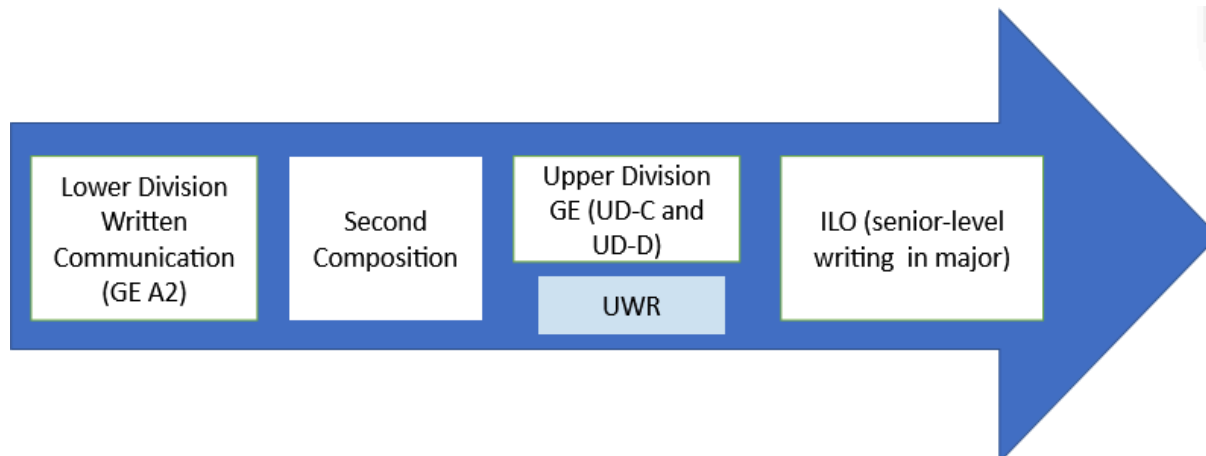 Lower Division
Written
Communication
(GE A2)
Second
Composition
Upper Division
GE (UD-C and
UD-D)
UWR
ILO (senior-level
writing  in major)